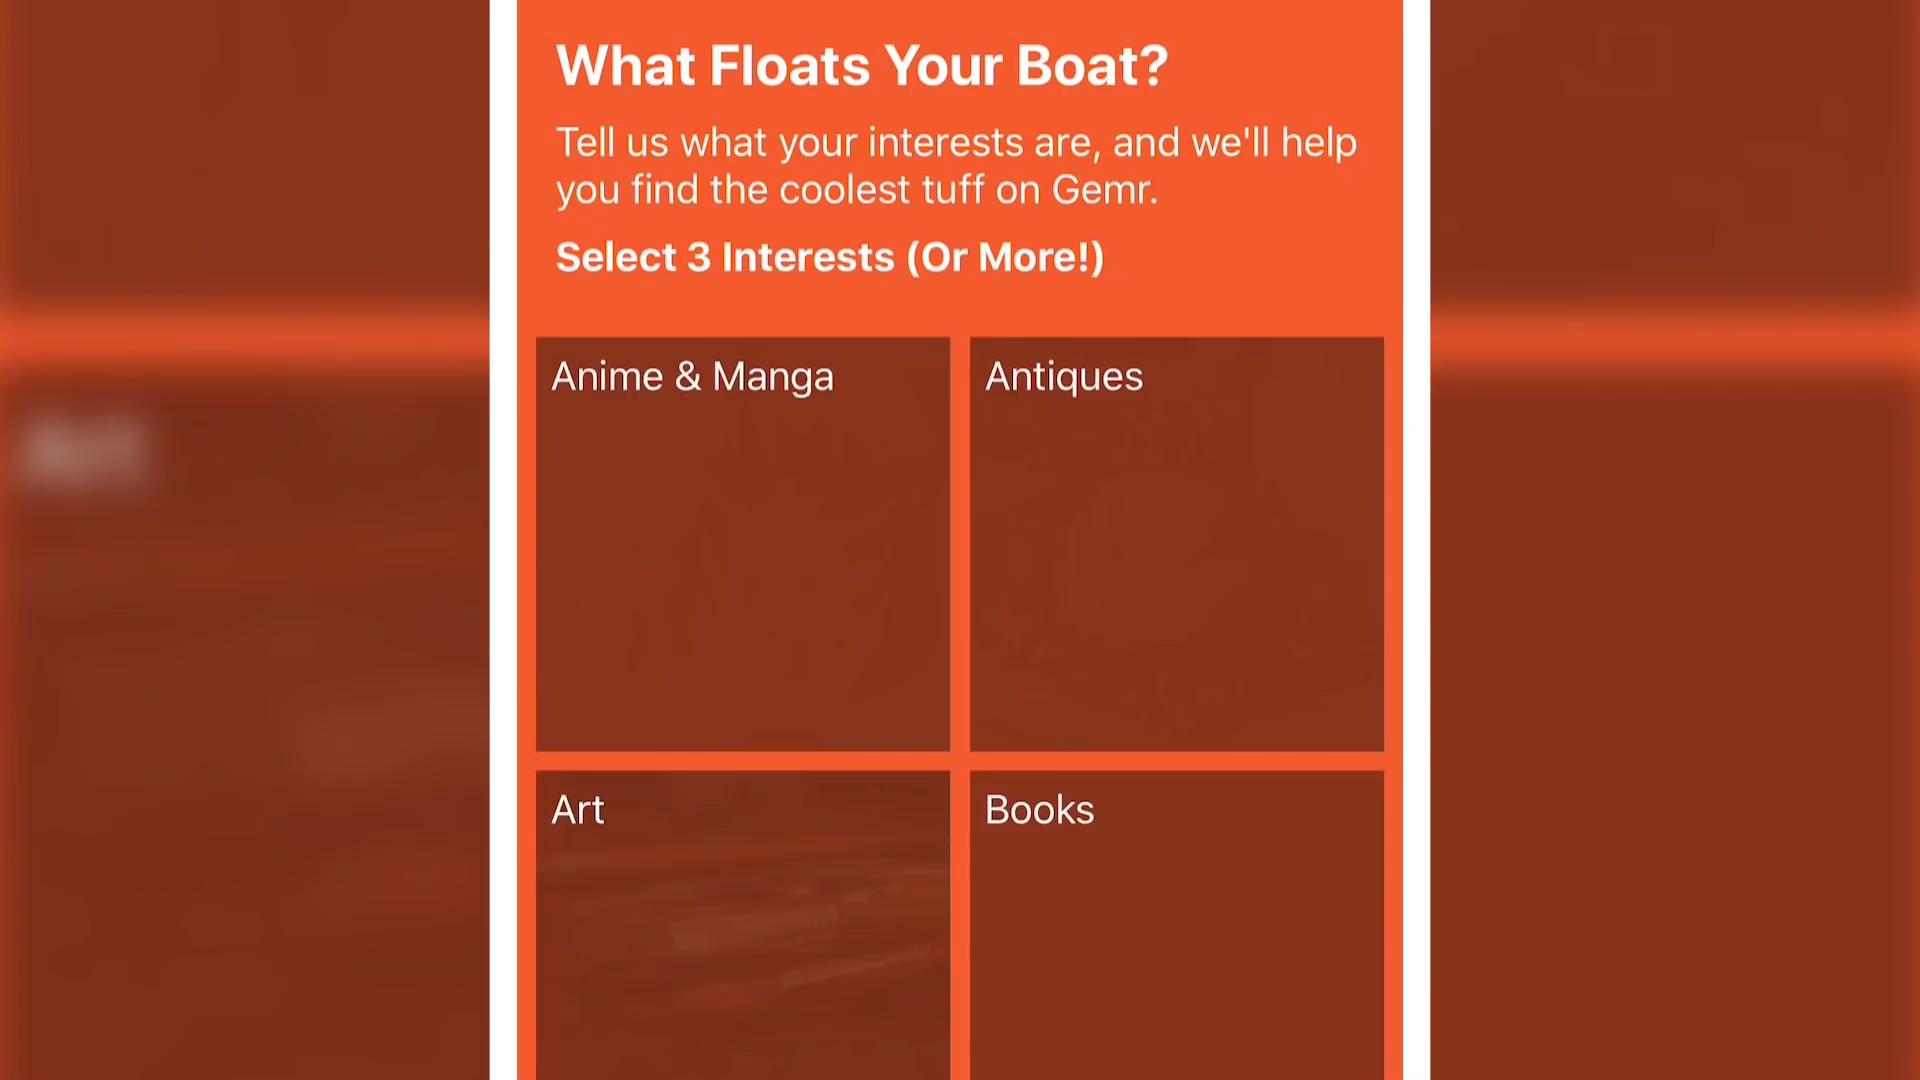 What Floats Your Boat?
Tell us what your interests are, and we'll help
you find the coolest tuff on Gemr.
Select 3 Interests (Or More!)
Anime & Manga
Antiques
Art
Books
Art